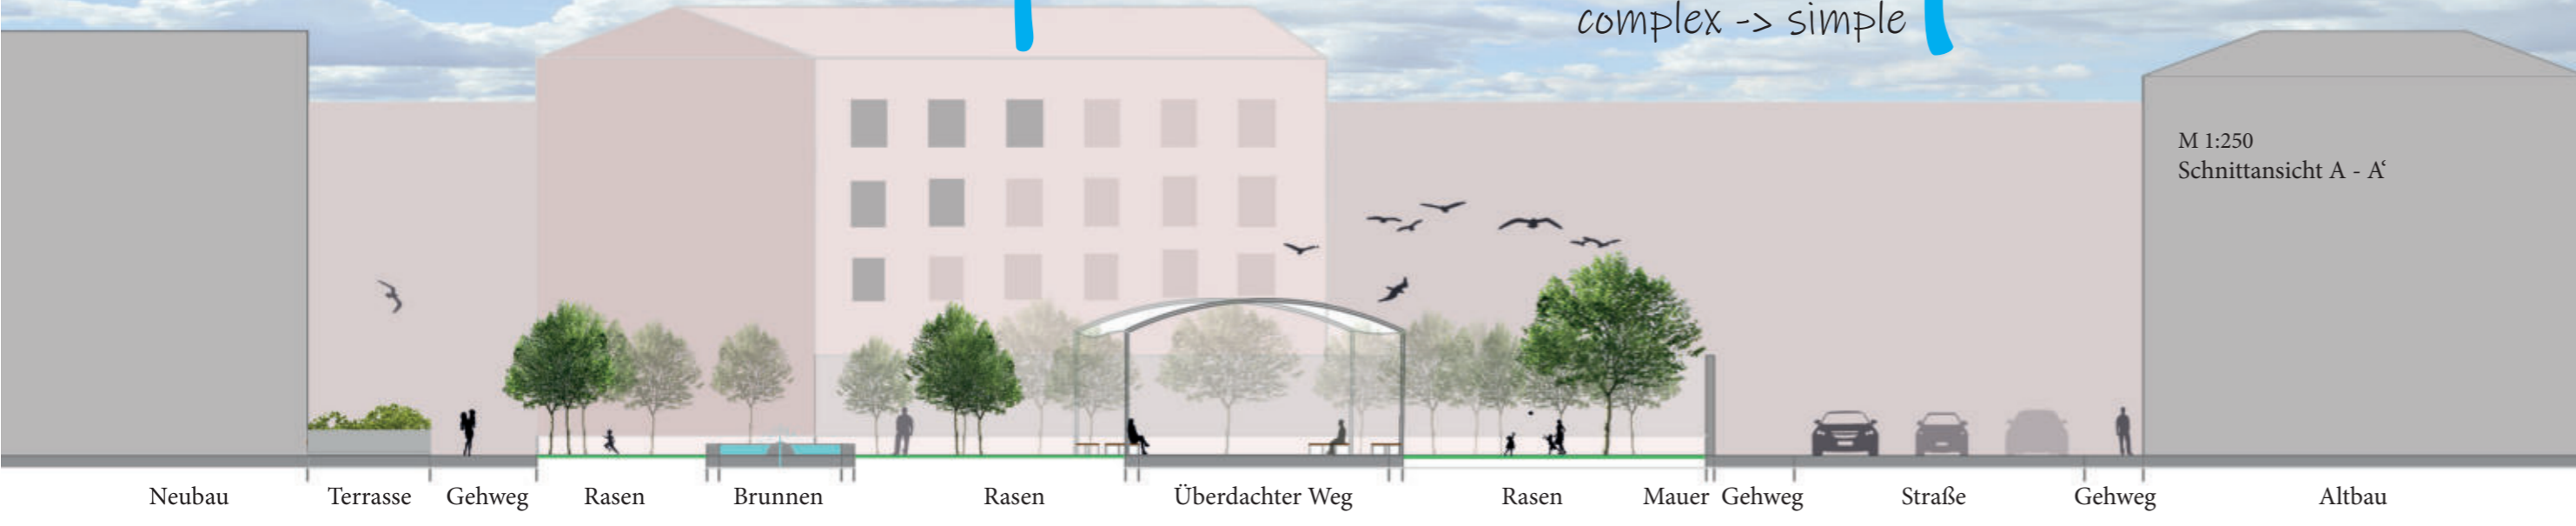 complex -> simple
M 1:250
Schnittansicht A - A‘
Neubau Terrasse Gehweg Rasen Brunnen Rasen Überdachter Weg Rasen Mauer Gehweg Straße Gehweg Altbau